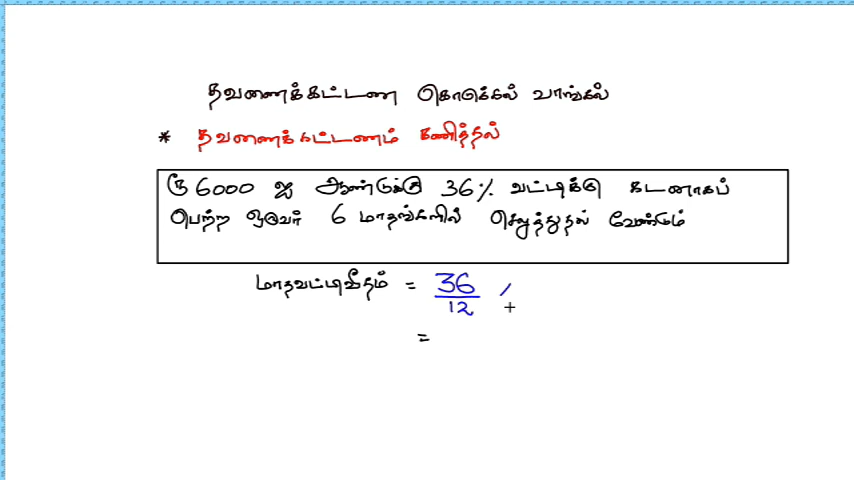 தவணைக்கட்டண கொடுக்கல் வாங்கல்
* தவணைக்கட்டணம் கணித்தல்
ரூ 6000 ஐ ஆண்டுக்கு 36% வட்டிக்கு கடனாகப்
பெற்ற ஒருவர் 6 மாதங்களில் செலுத்துதல் வேண்டும்
மாதவட்டிவீதம் = 36/12
=